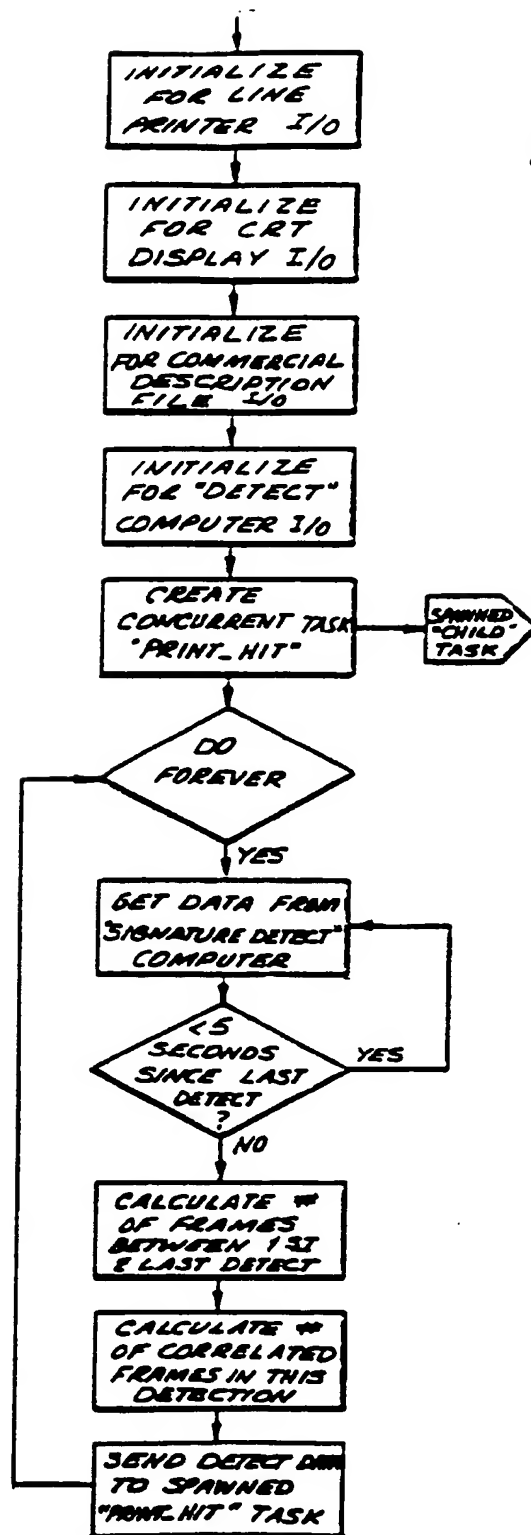 INITIALIZE
FOR LINE
PRINTER I/O
INITIALIZE
FOR CRT
DISPLAY I/O
INITIALIZE
FOR COMMERCIAL
DESCRIPTION
FILE I/O
INITIALIZE
FOR "DETECT"
COMPUTER I/O
CREATE
CONCURRENT TASK
"PRINT_HIT"
SPAWNED
"CHILD"
TASK
DO
FOREVER
YES
GET DATA FROM
"SIGNATURE DETECT"
COMPUTER
<5
SECONDS
SINCE LAST
DETECT
?
YES
NO
CALCULATE #
OF FRAMES
BETWEEN 1 ST
& LAST DETECT
CALCULATE #
OF CORRELATED
FRAMES IN THIS
DETECTION
SEND DETECT DATA
TO SPAWNED
"PRINT_HIT" TASK